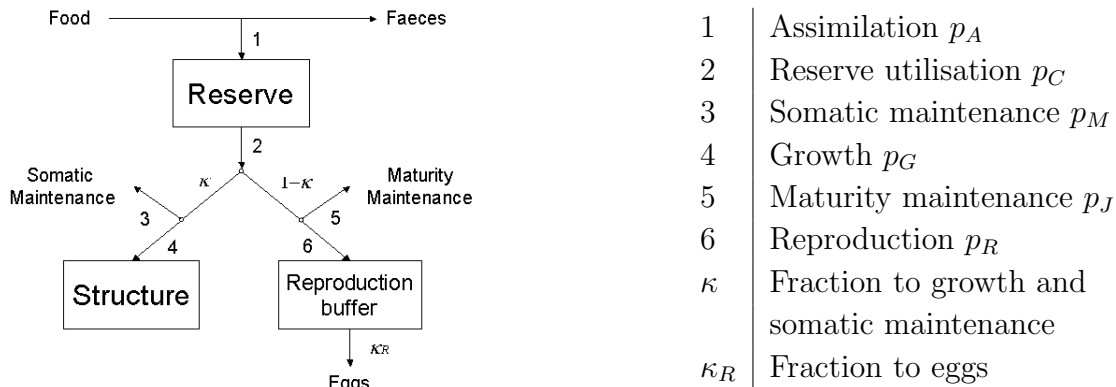 Food
Faeces
1
Reserve
2
Somatic
Maintenance
κ
1-κ
Maturity
Maintenance
3
5
4
6
Structure
Reproduction
buffer
κR
Eggs
1 Assimilation pA
2 Reserve utilisation pC
3 Somatic maintenance pM
4 Growth pG
5 Maturity maintenance pJ
6 Reproduction pR
κ Fraction to growth and
somatic maintenance
κR Fraction to eggs